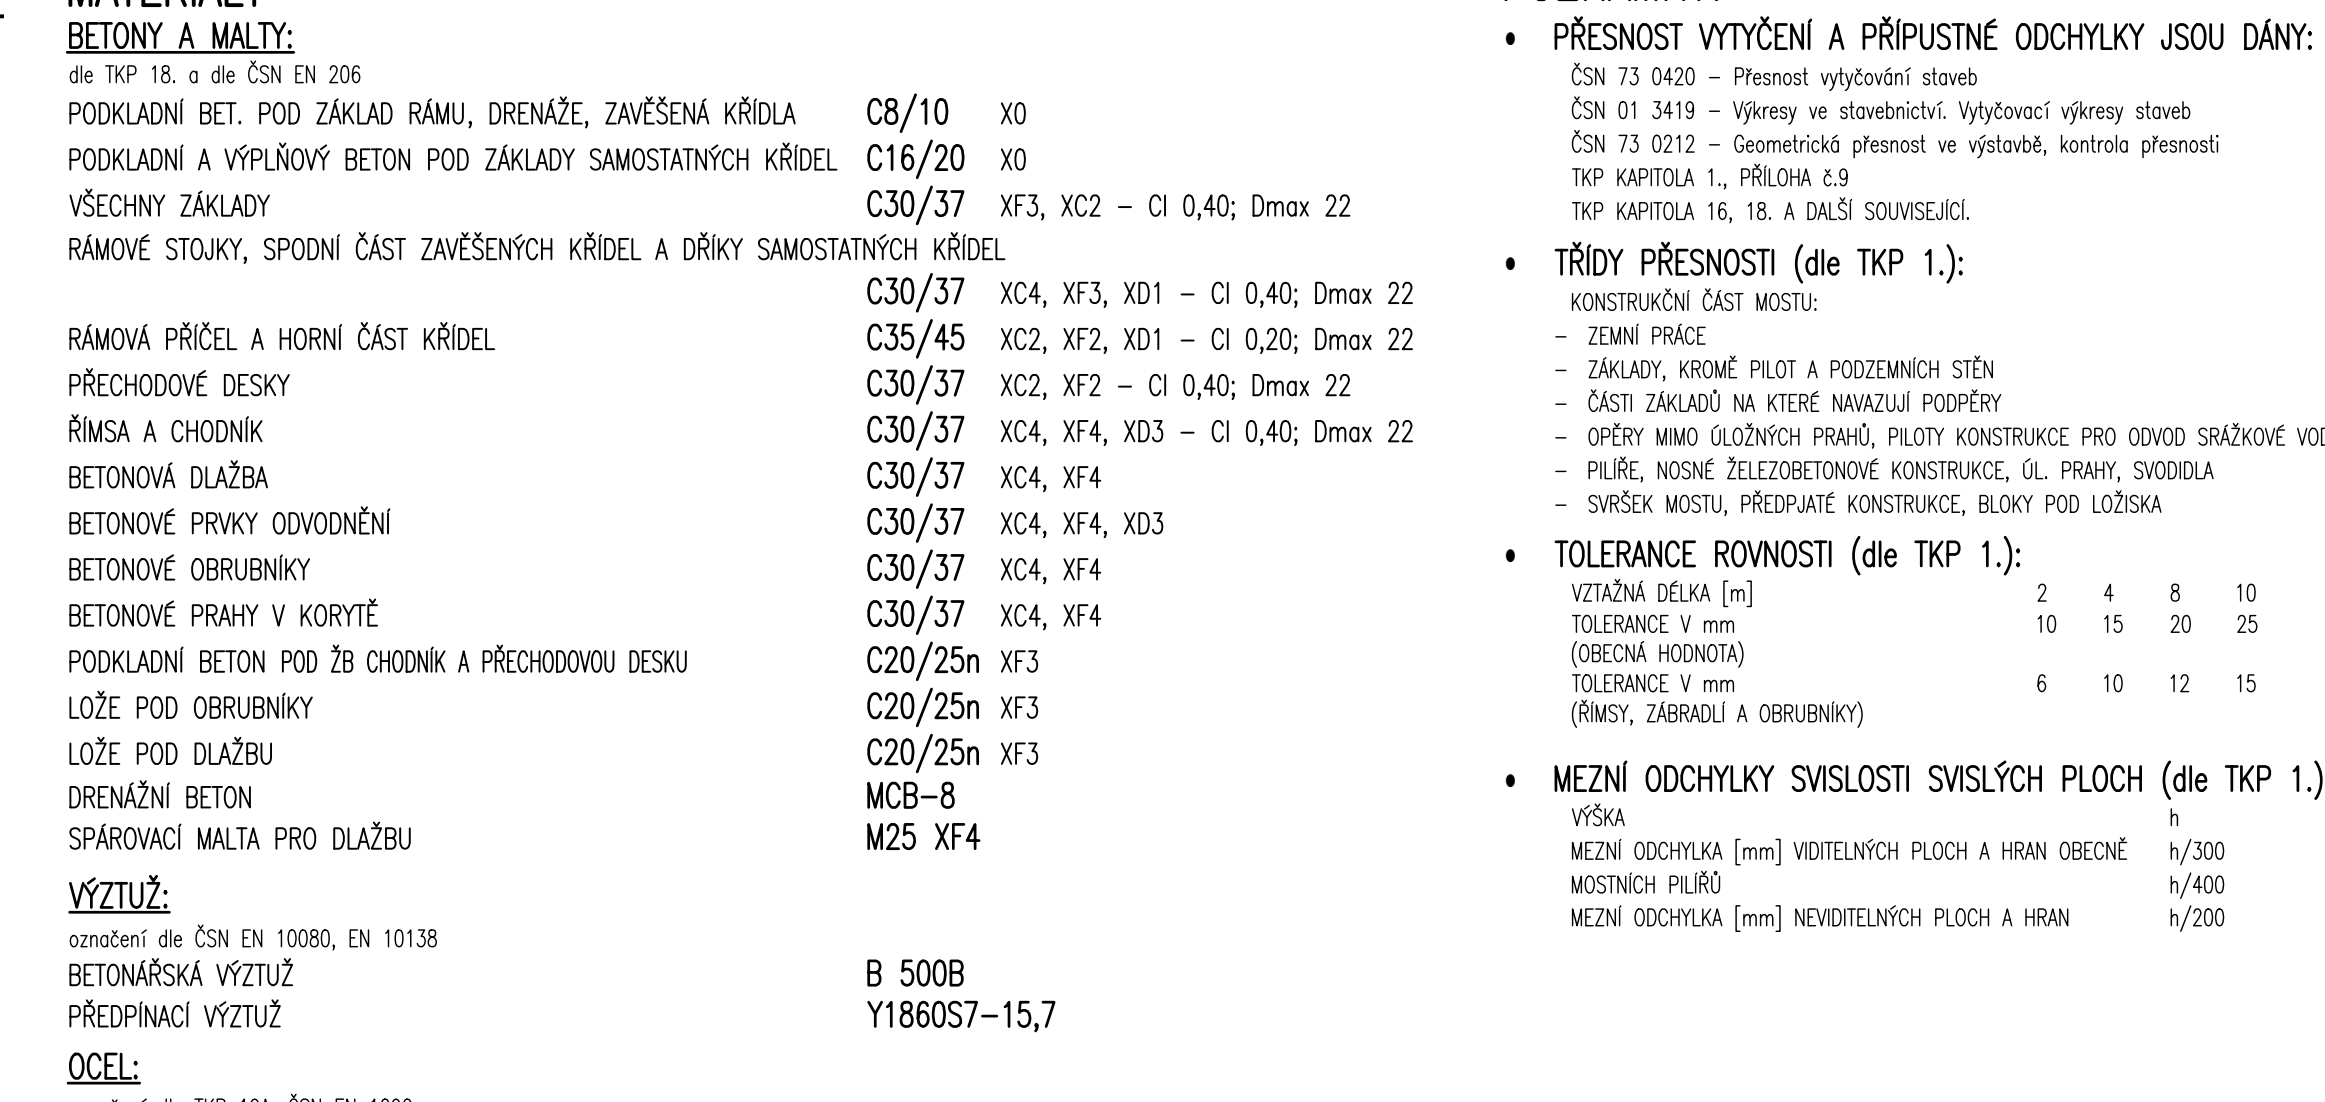 BETONY A MALTY:
dle TKP 18. a dle ČSN EN 206
PODKLADNÍ BET. POD ZÁKLAD RÁMU, DRENÁŽE, ZAVĚŠENÁ KŘÍDLA C8/10 X0
PODKLADNÍ A VÝPLŇOVÝ BETON POD ZÁKLADY SAMOSTATNÝCH KŘÍDEL C16/20 X0
VŠECHNY ZÁKLADY C30/37 XF3, XC2 – Cl 0,40; Dmax 22
RÁMOVÉ STOJKY, SPODNÍ ČÁST ZAVĚŠENÝCH KŘÍDEL A DŘÍKY SAMOSTATNÝCH KŘÍDEL
C30/37 XC4, XF3, XD1 – Cl 0,40; Dmax 22
RÁMOVÁ PŘÍČEL A HORNÍ ČÁST KŘÍDEL C35/45 XC2, XF2, XD1 – Cl 0,20; Dmax 22
PŘECHODOVÉ DESKY C30/37 XC2, XF2 – Cl 0,40; Dmax 22
ŘÍMSA A CHODNÍK C30/37 XC4, XF4, XD3 – Cl 0,40; Dmax 22
BETONOVÁ DLAŽBA C30/37 XC4, XF4
BETONOVÉ PRVKY ODVODNĚNÍ C30/37 XC4, XF4, XD3
BETONOVÉ OBRUBNÍKY C30/37 XC4, XF4
BETONOVÉ PRAHY V KORYTĚ C30/37 XC4, XF4
PODKLADNÍ BETON POD ŽB CHODNÍK A PŘECHODOVOU DESKU C20/25n XF3
LOŽE POD OBRUBNÍKY C20/25n XF3
LOŽE POD DLAŽBU C20/25n XF3
DRENÁŽNÍ BETON MCB–8
SPÁROVACÍ MALTA PRO DLAŽBU M25 XF4
VÝZTUŽ:
označení dle ČSN EN 10080, EN 10138
BETONÁŘSKÁ VÝZTUŽ B 500B
PŘEDPÍNACÍ VÝZTUŽ Y1860S7–15,7
OCEL:
• PŘESNOST VYTYČENÍ A PŘÍPUSTNÉ ODCHYLKY JSOU DÁNY:
ČSN 73 0420 – Přesnost vytyčování staveb
ČSN 01 3419 – Výkresy ve stavebnictví. Vytyčovací výkresy staveb
ČSN 73 0212 – Geometrická přesnost ve výstavbě, kontrola přesnosti
TKP KAPITOLA 1., PŘÍLOHA č.9
TKP KAPITOLA 16, 18. A DALŠÍ SOUVISEJÍCÍ.
• TŘÍDY PŘESNOSTI (dle TKP 1.):
KONSTRUKČNÍ ČÁST MOSTU:
– ZEMNÍ PRÁCE
– ZÁKLADY, KROMĚ PILOT A PODZEMNÍCH STĚN
– ČÁSTI ZÁKLADŮ NA KTERÉ NAVAZUJÍ PODPĚRY
– OPĚRY MIMO ÚLOŽNÝCH PRAHŮ, PILOTY KONSTRUKCE PRO ODVOD SRÁŽKOVÉ
– PILÍŘE, NOSNÉ ŽELEZOBETONOVÉ KONSTRUKCE, ÚL. PRAHY, SVODIDLA
– SVRŠEK MOSTU, PŘEDPJATÉ KONSTRUKCE, BLOKY POD LOŽISKA
• TOLERANCE ROVNOSTI (dle TKP 1.):
VZTAŽNÁ DÉLKA [m] 2 4 8 10
TOLERANCE V mm 10 15 20 25
(OBECNÁ HODNOTA)
TOLERANCE V mm 6 10 12 15
(ŘÍMSY, ZÁBRADLÍ A OBRUBNÍKY)
• MEZNÍ ODCHYLKY SVISLOSTI SVISLÝCH PLOCH (dle TKP 1.)
VÝŠKA h
MEZNÍ ODCHYLKA [mm] VIDITELNÝCH PLOCH A HRAN OBECNĚ h/300
MOSTNÍCH PILÍŘŮ h/400
MEZNÍ ODCHYLKA [mm] NEVIDITELNÝCH PLOCH A HRAN h/200